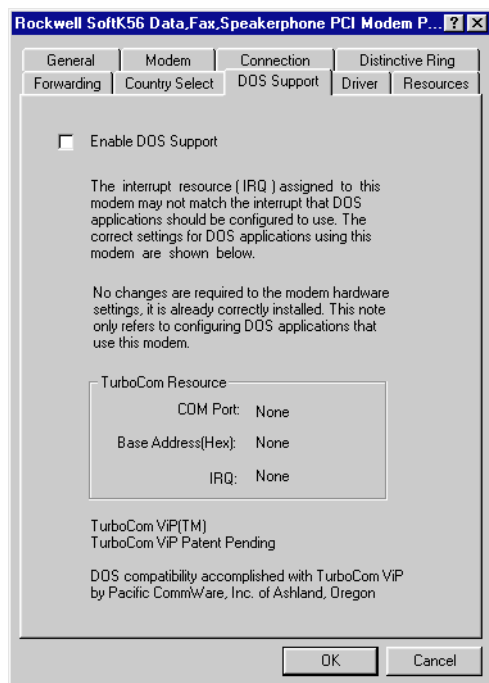 Rockwell SoftK56 Data,Fax,Speakerphone PCI Modem P... ? X
General Modem Connection Distinctive Ring
Forwarding Country Select DOS Support Driver Resources
Enable DOS Support
The interrupt resource ( IRQ ) assigned to this
modem may not match the interrupt that DOS
applications should be configured to use. The
correct settings for DOS applications using this
modem are shown below.
No changes are required to the modem hardware
settings, it is already correctly installed. This note
only refers to configuring DOS applications that
use this modem.
TurboCom Resource
COM Port: None
Base Address(Hex): None
IRQ: None
TurboCom ViP(TM)
TurboCom ViP Patent Pending
DOS compatibility accomplished with TurboCom ViP
by Pacific CommWare, Inc. of Ashland, Oregon
OK Cancel